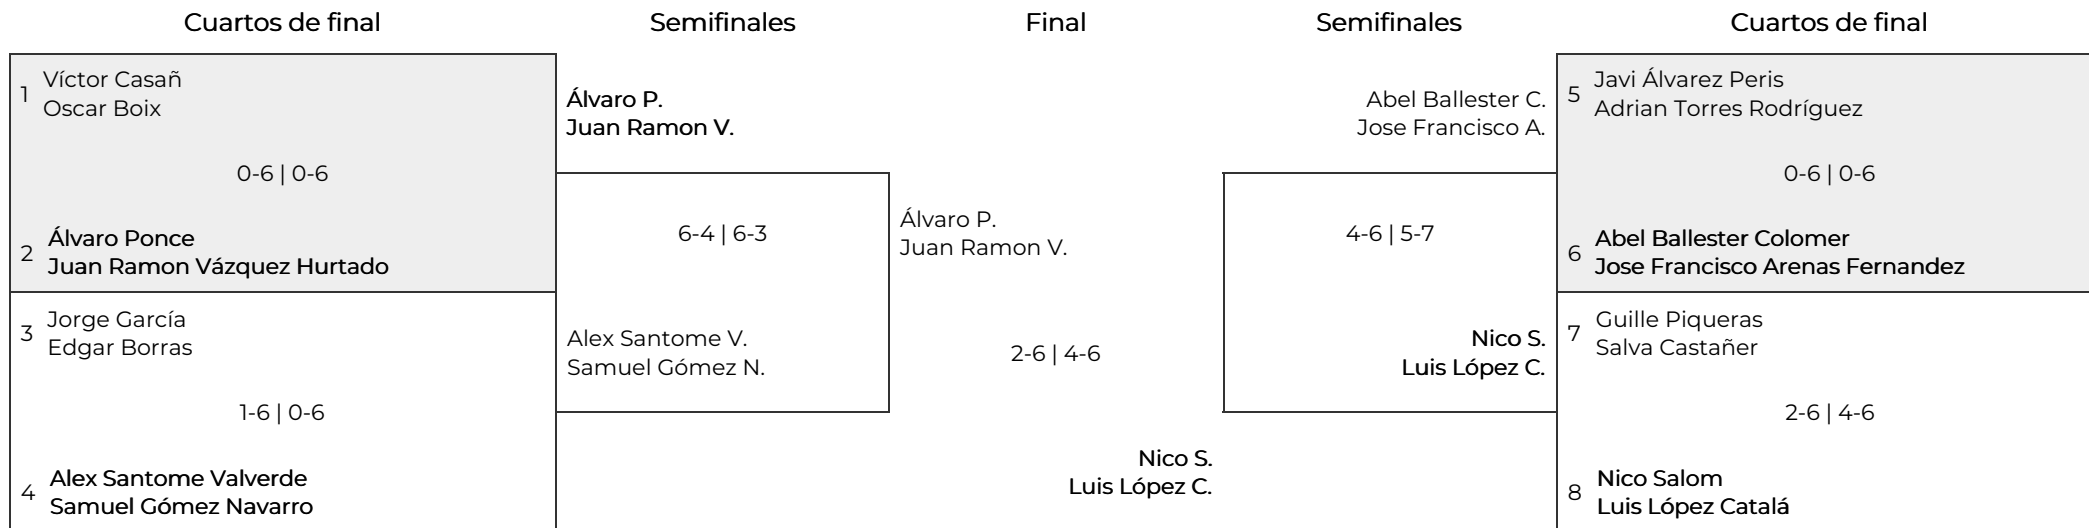 Cuartos de final
Semifinales
Final
Semifinales
Cuartos de final
1
Víctor Casañ
Oscar Boix
0-6 | 0-6
2
Álvaro Ponce
Juan Ramon Vázquez Hurtado
3
Jorge García
Edgar Borras
1-6 | 0-6
4
Alex Santome Valverde
Samuel Gómez Navarro
Álvaro P.
Juan Ramon V.
6-4 | 6-3
Alex Santome V.
Samuel Gómez N.
Álvaro P.
Juan Ramon V.
2-6 | 4-6
Nico S.
Luis López C.
Abel Ballester C.
Jose Francisco A.
4-6 | 5-7
Nico S.
Luis López C.
5
Javi Álvarez Peris
Adrian Torres Rodríguez
0-6 | 0-6
6
Abel Ballester Colomer
Jose Francisco Arenas Fernandez
7
Guille Piqueras
Salva Castañer
2-6 | 4-6
8
Nico Salom
Luis López Catalá